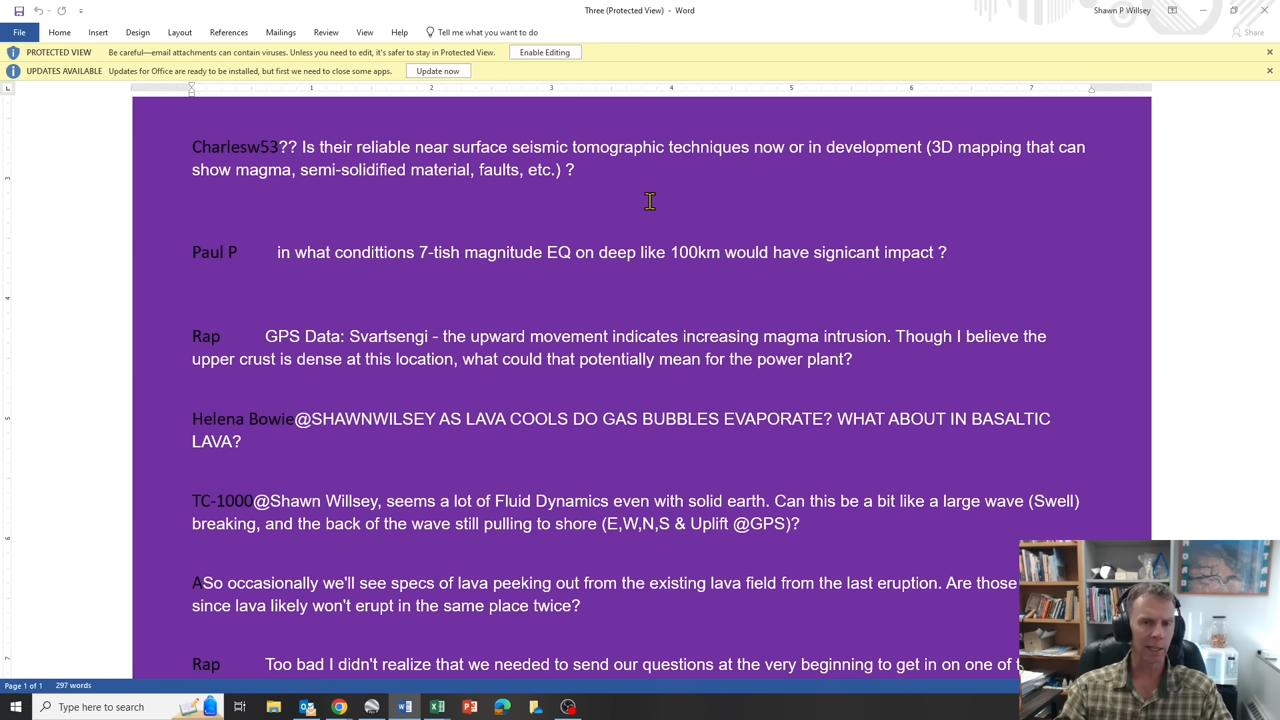 Three (Protected View) - Word
Shawn P Willsey
File Home Insert Design Layout References Mailings Review View Help Tell me what you want to do Share
PROTECTED VIEW Be careful—email attachments can contain viruses. Unless you need to edit, it's safer to stay in Protected View. Enable Editing
UPDATES AVAILABLE Updates for Office are ready to be installed, but first we need to close some apps. Update now
1 2 3 4 5 6 7
Charlesw53?? Is their reliable near surface seismic tomographic techniques now or in development (3D mapping that can
show magma, semi-solidified material, faults, etc.) ?
Paul P in what condittions 7-tish magnitude EQ on deep like 100km would have signicant impact ?
Rap GPS Data: Svartsengi - the upward movement indicates increasing magma intrusion. Though I believe the
upper crust is dense at this location, what could that potentially mean for the power plant?
Helena Bowie@SHAWNWILSEY AS LAVA COOLS DO GAS BUBBLES EVAPORATE? WHAT ABOUT IN BASALTIC
LAVA?
TC-1000@Shawn Willsey, seems a lot of Fluid Dynamics even with solid earth. Can this be a bit like a large wave (Swell)
breaking, and the back of the wave still pulling to shore (E,W,N,S & Uplift @GPS)?
ASo occasionally we'll see specs of lava peeking out from the existing lava field from the last eruption. Are those
since lava likely won't erupt in the same place twice?
Rap Too bad I didn't realize that we needed to send our questions at the very beginning to get in on one of
Page 1 of 1 297 words
Type here to search